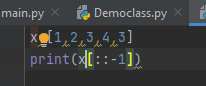 main.py Democlass.py
x=[1,2,3,4,3]
print(x[::-1])